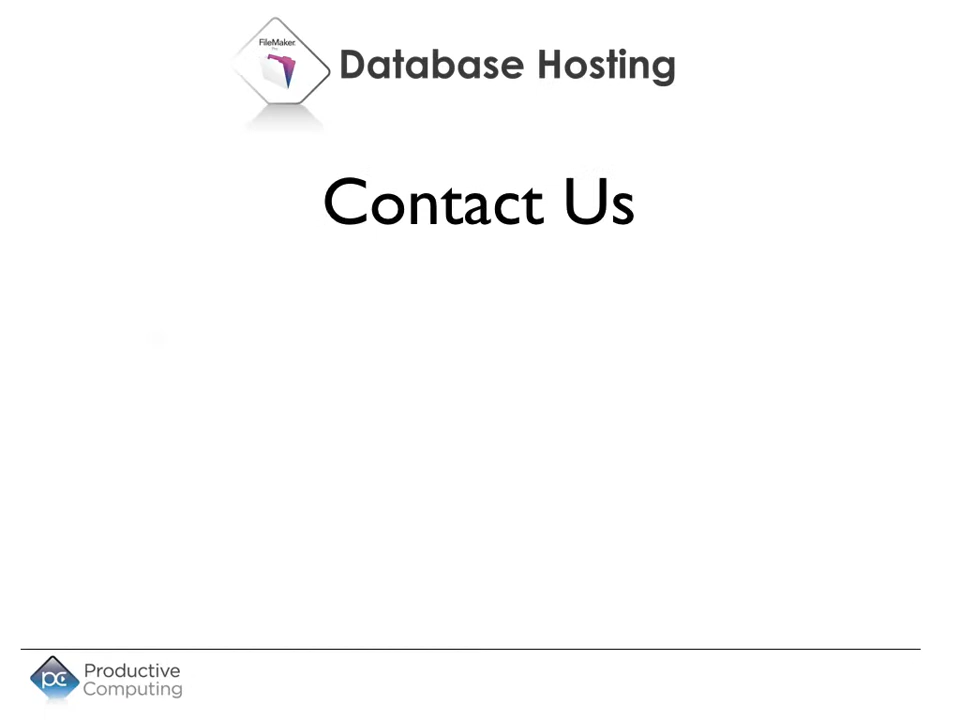 FileMaker
Database Hosting
Contact Us
pc
Productive
Computing